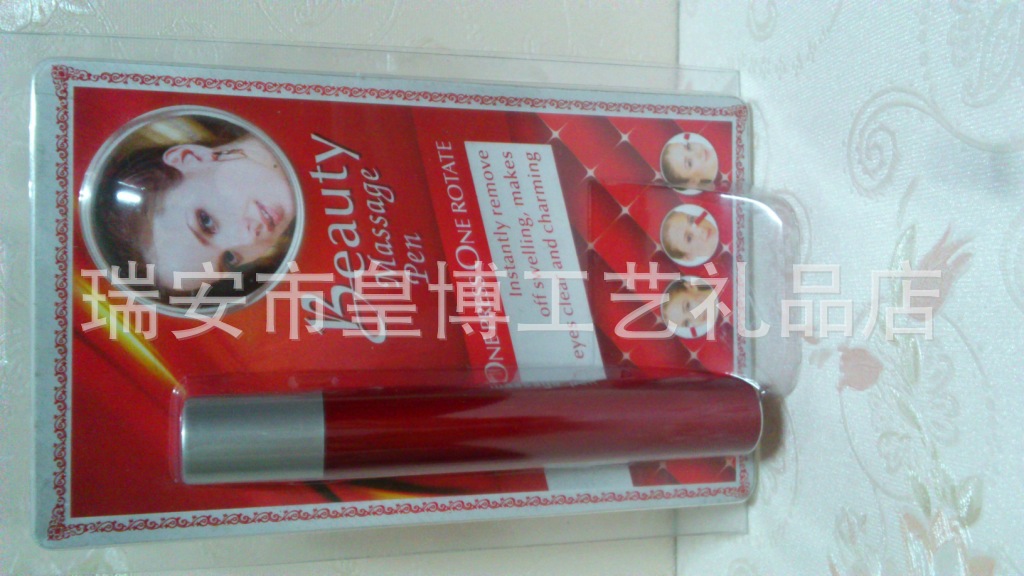 Beauty
Massage
Pen
ONE ROTATE
Instantly remove
off swelling, makes
eyes clean and charming
瑞安市皇博工艺礼品店